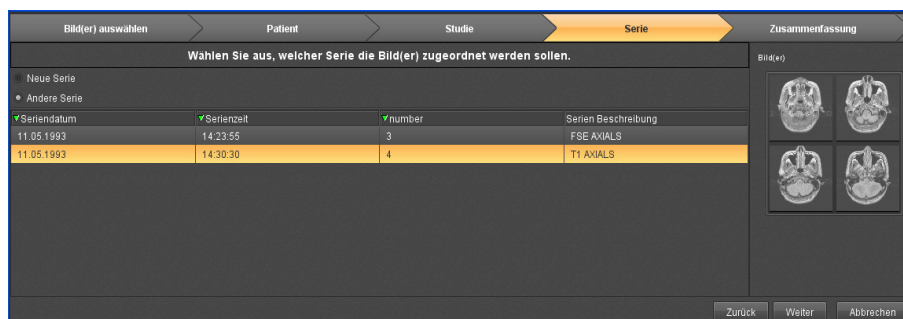 Bild(er) auswählen Patient Studie Serie Zusammenfassung
Wählen Sie aus, welcher Serie die Bild(er) zugeordnet werden sollen.
Bild(er)
Neue Serie
Andere Serie
Seriendatum Serienzeit number Serien Beschreibung
11.05.1993 14:23:55 3 FSE AXIALS
11.05.1993 14:30:30 4 T1 AXIALS
Zurück Weiter Abbrechen